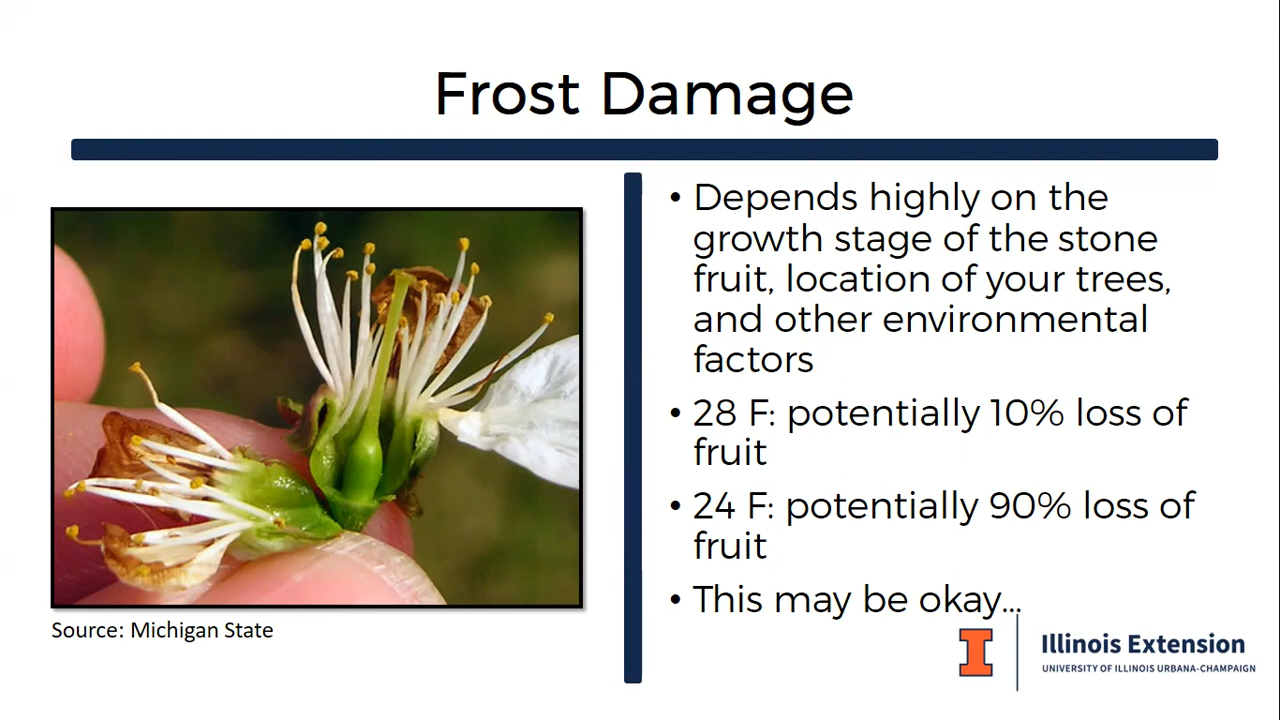 Frost Damage
• Depends highly on the
growth stage of the stone
fruit, location of your trees,
and other environmental
factors
• 28 F: potentially 10% loss of
fruit
• 24 F: potentially 90% loss of
fruit
• This may be okay...
Source: Michigan State
I
Illinois Extension
UNIVERSITY OF ILLINOIS URBANA-CHAMPAIGN